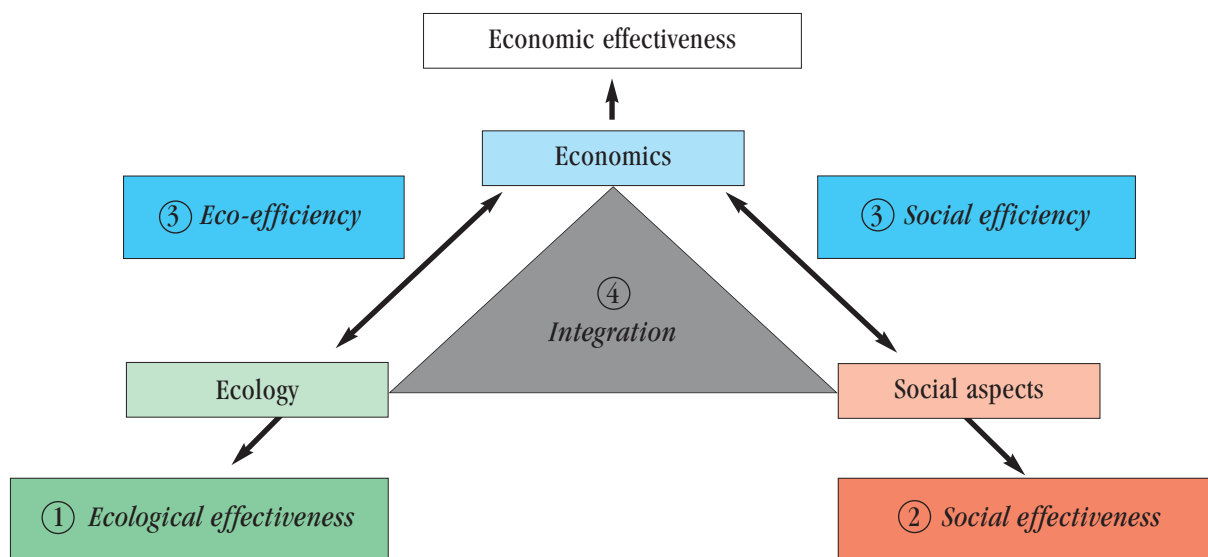 Economic effectiveness
Economics
③ Eco-efficiency
③ Social efficiency
④
Integration
Ecology
Social aspects
① Ecological effectiveness
② Social effectiveness